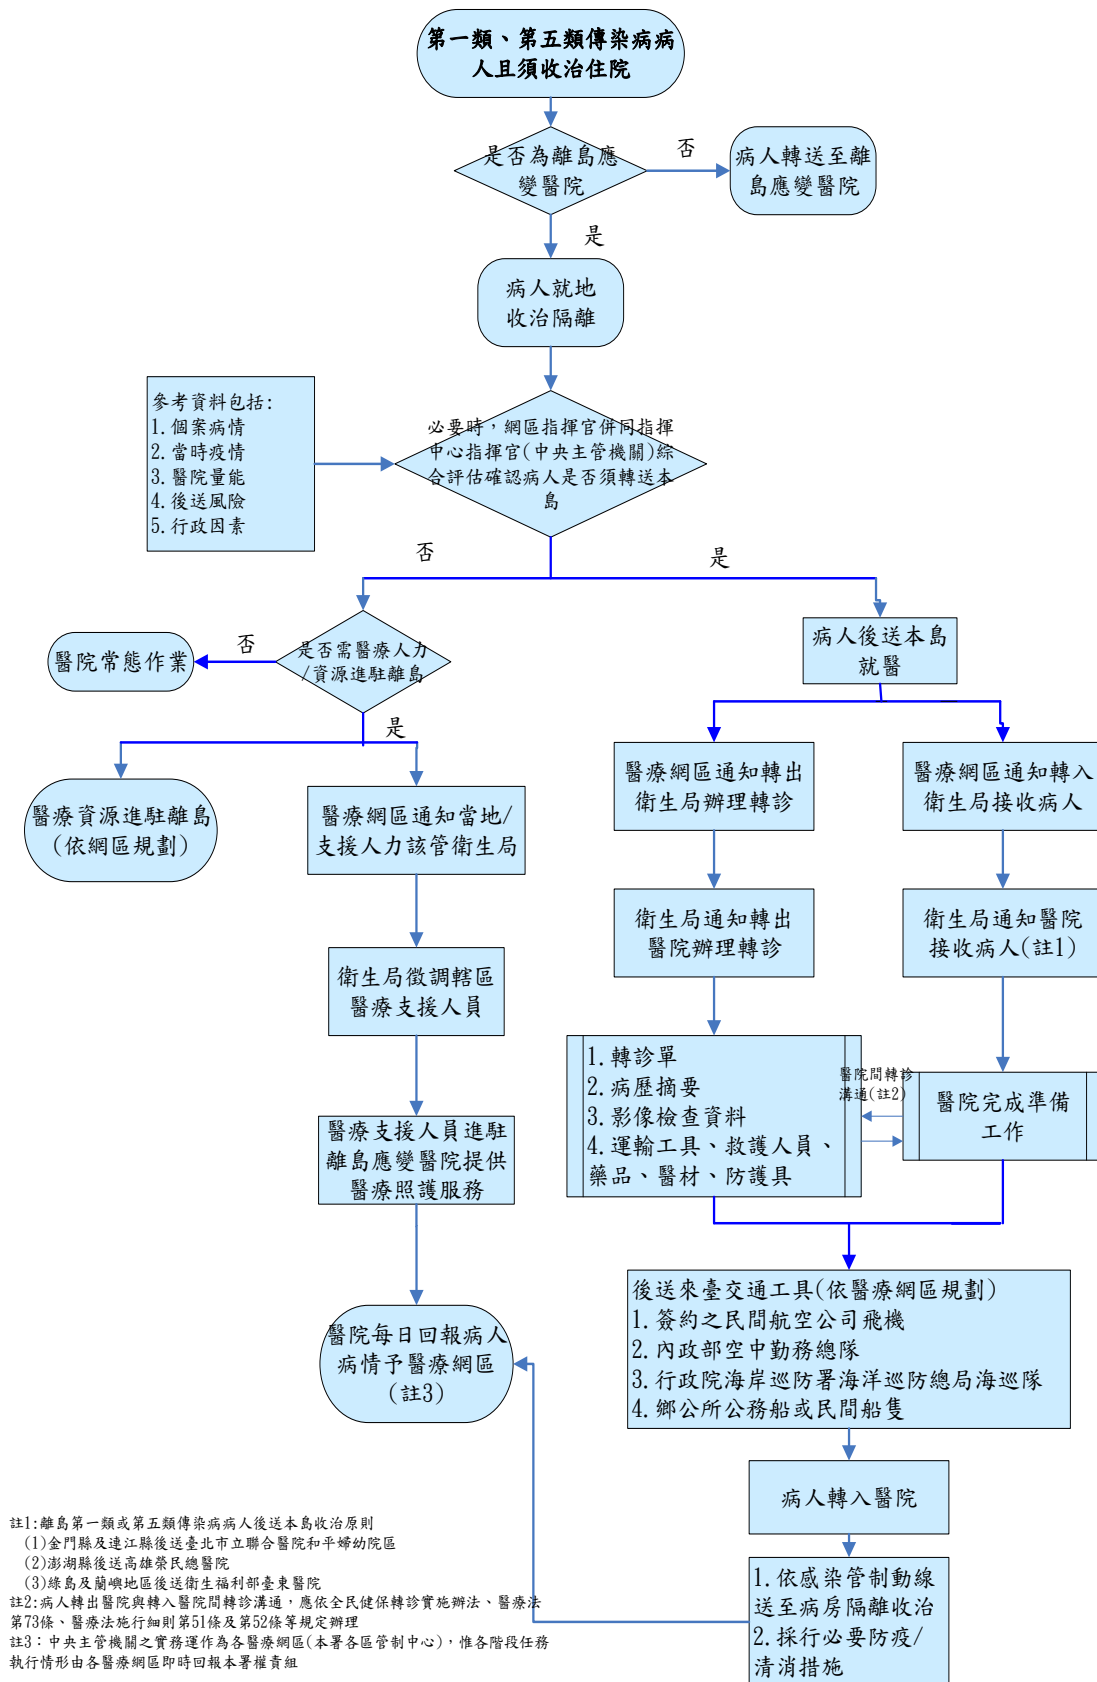 第一類、第五類傳染病病
人且須收治住院
是否為離島應
變醫院
否
病人轉送至離
島應變醫院
是
病人就地
收治隔離
參考資料包括:
1.個案病情
2.當時疫情
3.醫院量能
4.後送風險
5.行政因素
必要時，網區指揮官併同指揮
中心指揮官(中央主管機關)綜
合評估確認病人是否須轉送本
島
否
是
醫院常態作業
否
是否需醫療人力
/資源進駐離島
是
病人後送本島
就醫
醫療資源進駐離島
(依網區規劃)
醫療網區通知當地/
支援人力該管衛生局
醫療網區通知轉出
衛生局辦理轉診
醫療網區通知轉入
衛生局接收病人
衛生局徵調轄區
醫療支援人員
衛生局通知轉出
醫院辦理轉診
衛生局通知醫院
接收病人(註1)
醫療支援人員進駐
離島應變醫院提供
醫療照護服務
1.轉診單
2.病歷摘要
3.影像檢查資料
4.運輸工具、救護人員、
藥品、醫材、防護具
醫院間轉診
溝通(註2)
醫院完成準備
工作
醫院每日回報病人
病情予醫療網區
(註3)
後送來臺交通工具(依醫療網區規劃)
1.簽約之民間航空公司飛機
2.內政部空中勤務總隊
3.行政院海岸巡防署海洋巡防總局海巡隊
4.鄉公所公務船或民間船隻
病人轉入醫院
1.依感染管制動線
送至病房隔離收治
2.採行必要防疫/
清消措施
註1:離島第一類或第五類傳染病病人後送本島收治原則
(1)金門縣及連江縣後送臺北市立聯合醫院和平婦幼院區
(2)澎湖縣後送高雄榮民總醫院
(3)綠島及蘭嶼地區後送衛生福利部臺東醫院
註2:病人轉出醫院與轉入醫院間轉診溝通，應依全民健保轉診實施辦法、醫療法
第73條、醫療法施行細則第51條及第52條等規定辦理
註3：中央主管機關之實務運作為各醫療網區(本署各區管制中心)，惟各階段任務
執行情形由各醫療網區即時回報本署權責組